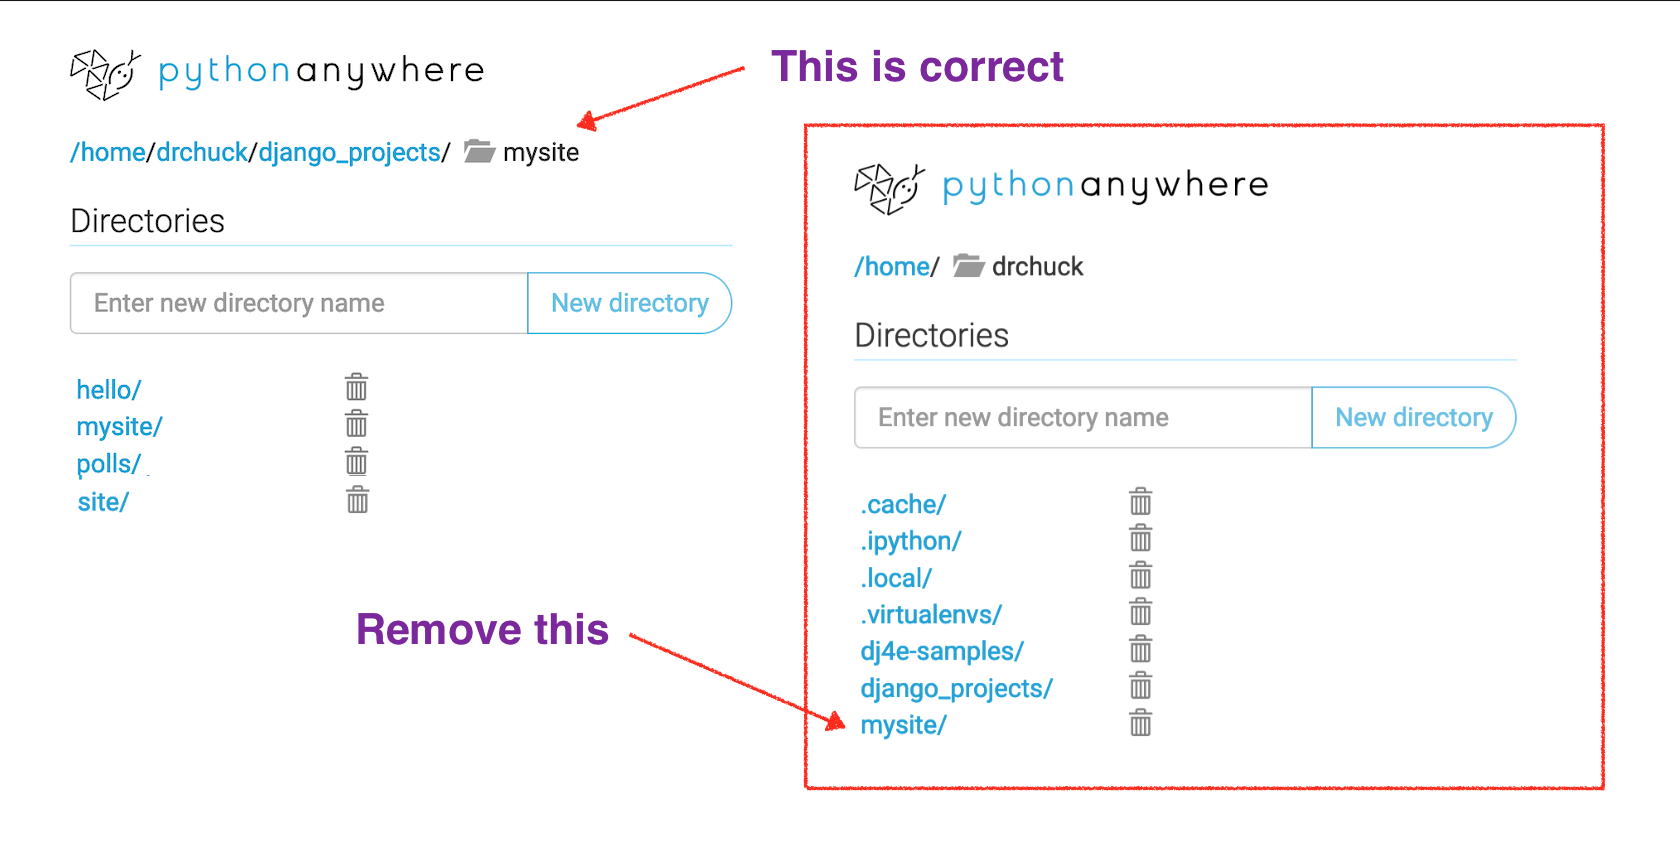 This is correct
pythonanywhere
/home/drchuck/django_projects/ mysite
Directories
Enter new directory name New directory
hello/
mysite/
polls/
site/
Remove this
pythonanywhere
/home/ drchuck
Directories
Enter new directory name New directory
.cache/
.ipython/
.local/
.virtualenvs/
dj4e-samples/
django_projects/
mysite/